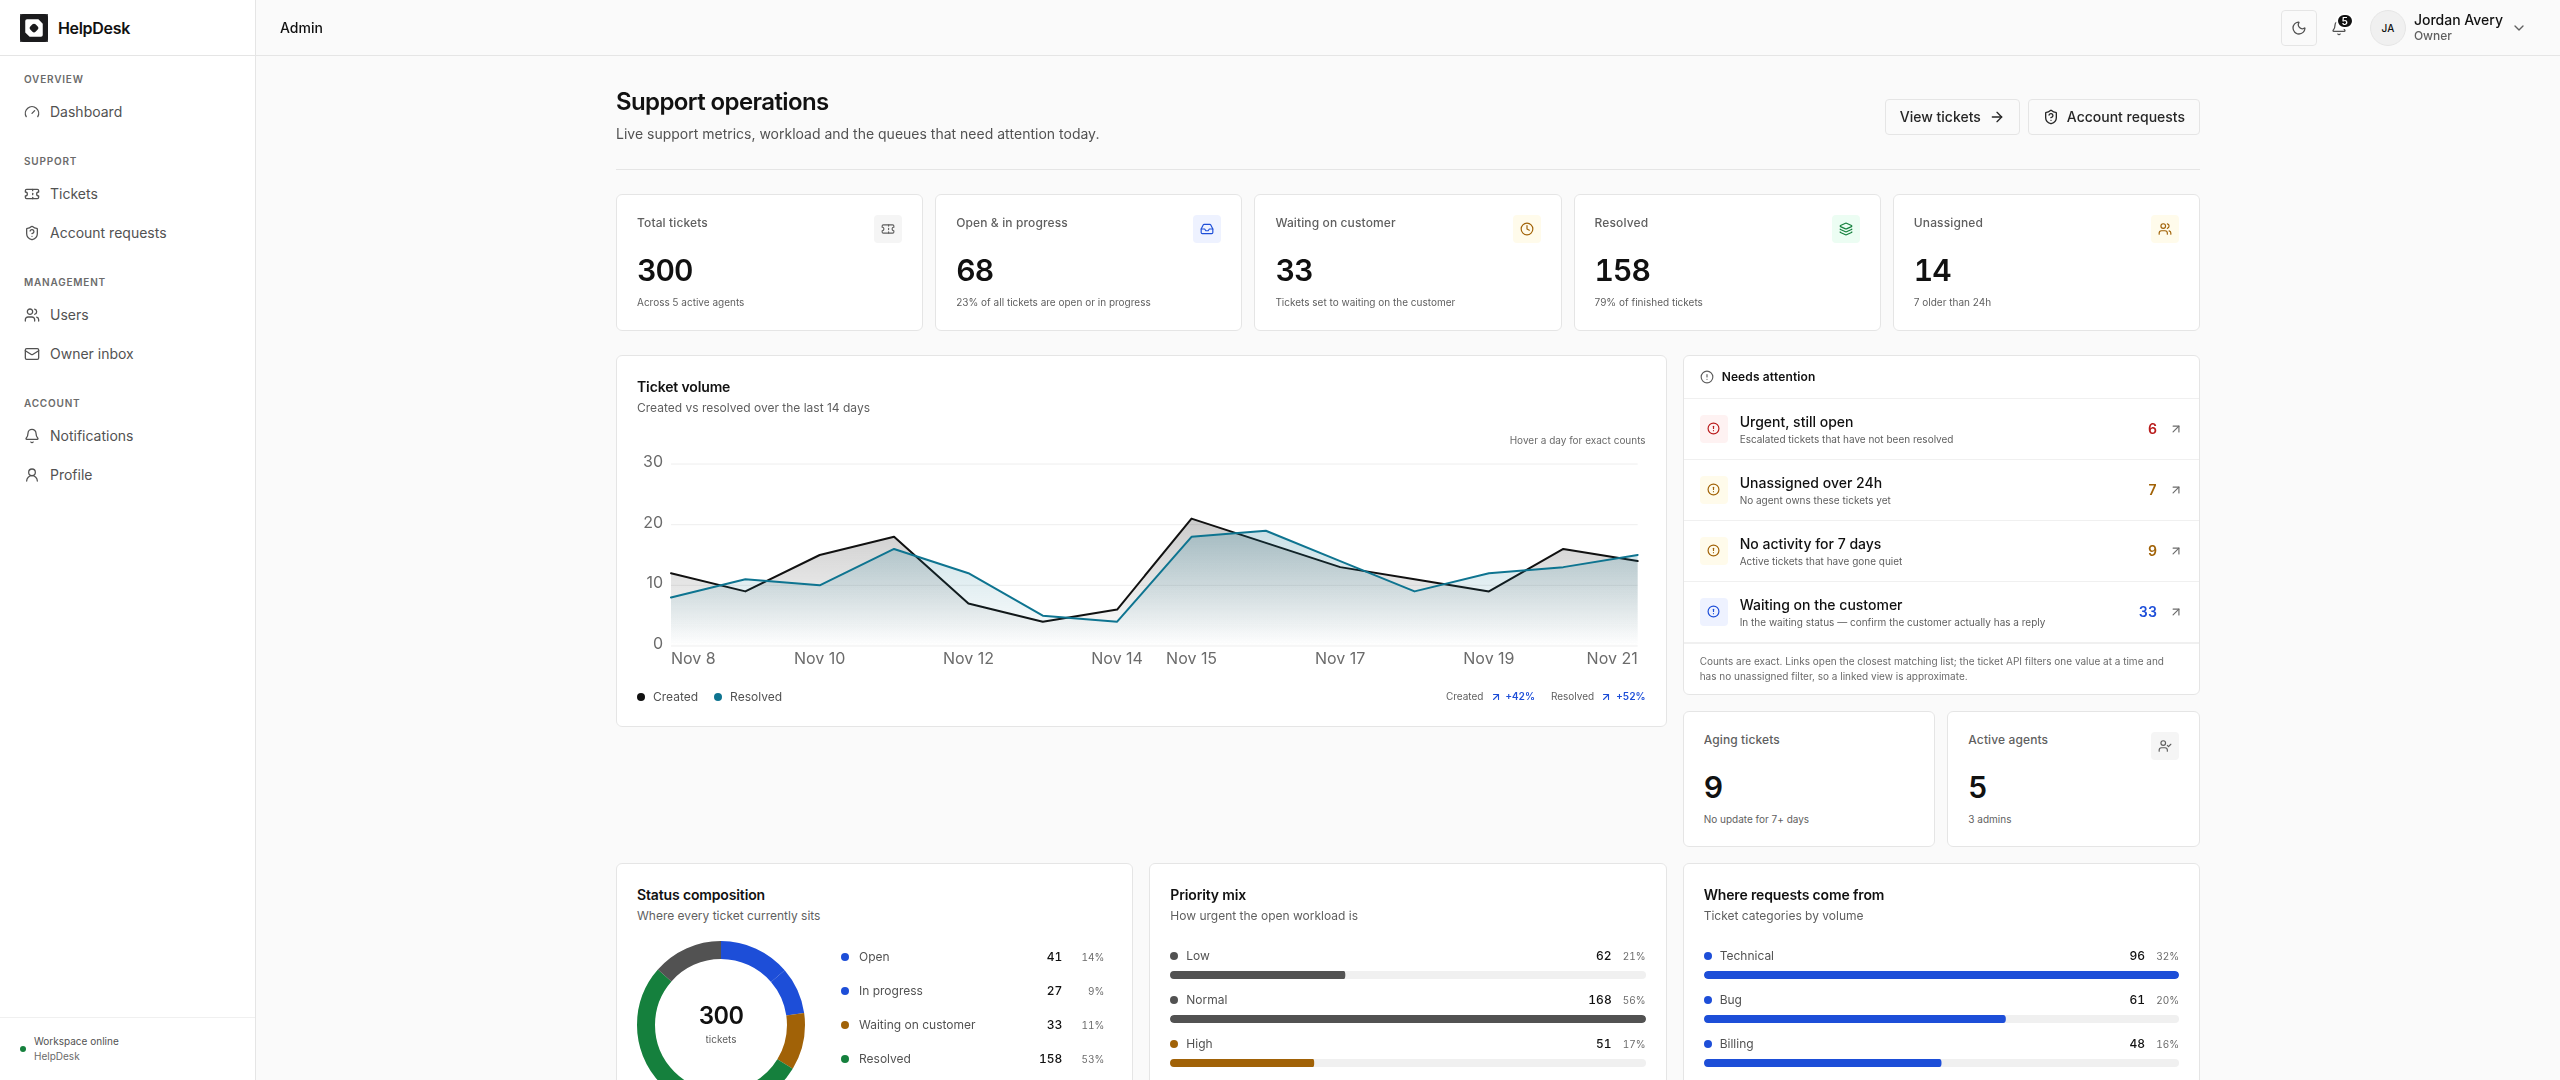 HelpDesk
Admin
5
JA
Jordan Avery
Owner
OVERVIEW
Dashboard
SUPPORT
Tickets
Account requests
MANAGEMENT
Users
Owner inbox
ACCOUNT
Notifications
Profile
Workspace online
HelpDesk
Support operations
Live support metrics, workload and the queues that need attention today.
View tickets
Account requests
Total tickets
300
Across 5 active agents
Open & in progress
68
23% of all tickets are open or in progress
Waiting on customer
33
Tickets set to waiting on the customer
Resolved
158
79% of finished tickets
Unassigned
14
7 older than 24h
Ticket volume
Created vs resolved over the last 14 days
Hover a day for exact counts
30
20
10
0
Nov 8 Nov 10 Nov 12 Nov 14 Nov 15 Nov 17 Nov 19 Nov 21
Created Resolved
Created +42% Resolved +52%
Needs attention
Urgent, still open
Escalated tickets that have not been resolved
6
Unassigned over 24h
No agent owns these tickets yet
7
No activity for 7 days
Active tickets that have gone quiet
9
Waiting on the customer
In the waiting status — confirm the customer actually has a reply
33
Counts are exact. Links open the closest matching list; the ticket API filters one value at a time and
has no unassigned filter, so a linked view is approximate.
Aging tickets
9
No update for 7+ days
Active agents
5
3 admins
Status composition
Where every ticket currently sits
300
tickets
Open 41 14%
In progress 27 9%
Waiting on customer 33 11%
Resolved 158 53%
Priority mix
How urgent the open workload is
Low 62 21%
Normal 168 56%
High 51 17%
Where requests come from
Ticket categories by volume
Technical 96 32%
Bug 61 20%
Billing 48 16%